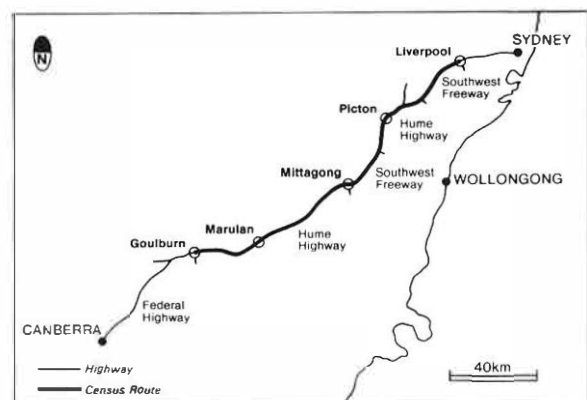 SYDNEY
Liverpool
Southwest
Freeway
Picton
Hume
Highway
Mittagong
Southwest
Freeway
WOLLONGONG
Marulan
Goulburn
Hume
Highway
Federal
Highway
CANBERRA
Highway
Census Route
40km
N